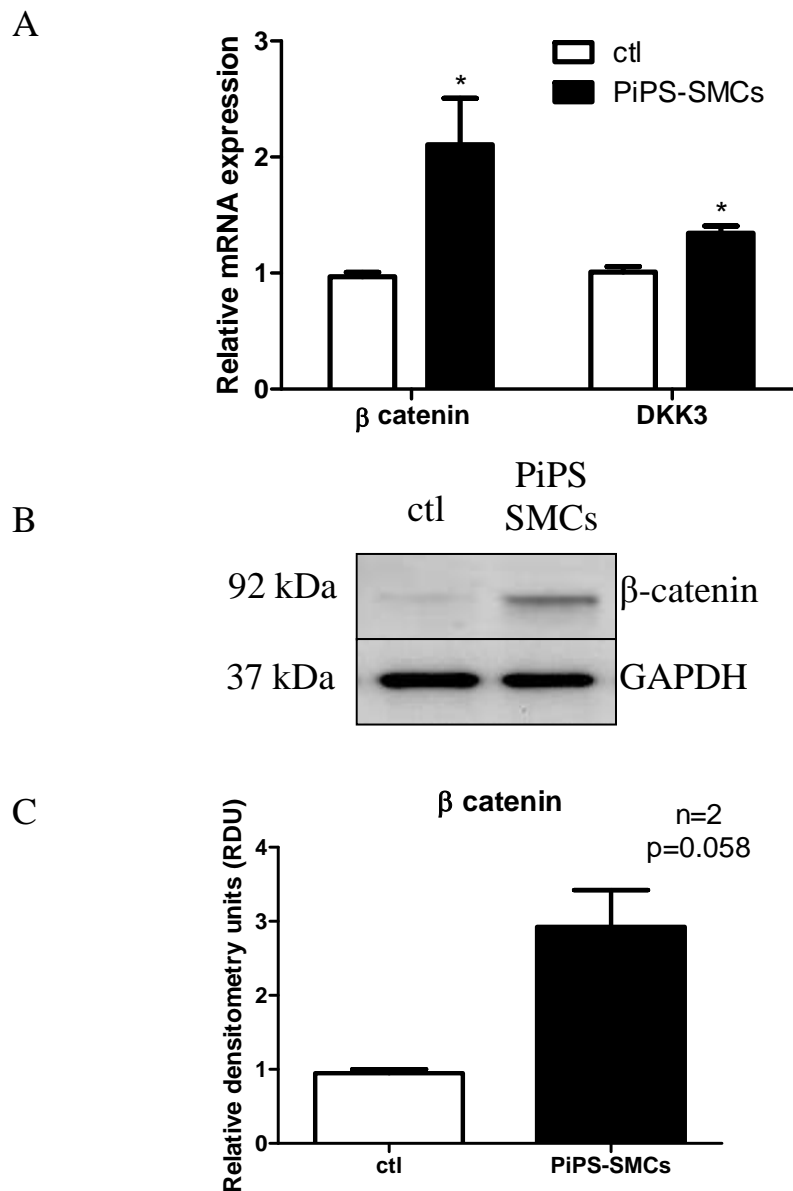 A
Relative mRNA expression
3
2
1
0
ctl
PiPS-SMCs
*
*
β catenin
DKK3
B
ctl
PiPS
SMCs
92 kDa
β-catenin
37 kDa
GAPDH
C
β catenin
n=2
p=0.058
Relative densitometry units (RDU)
4
3
2
1
0
ctl
PiPS-SMCs